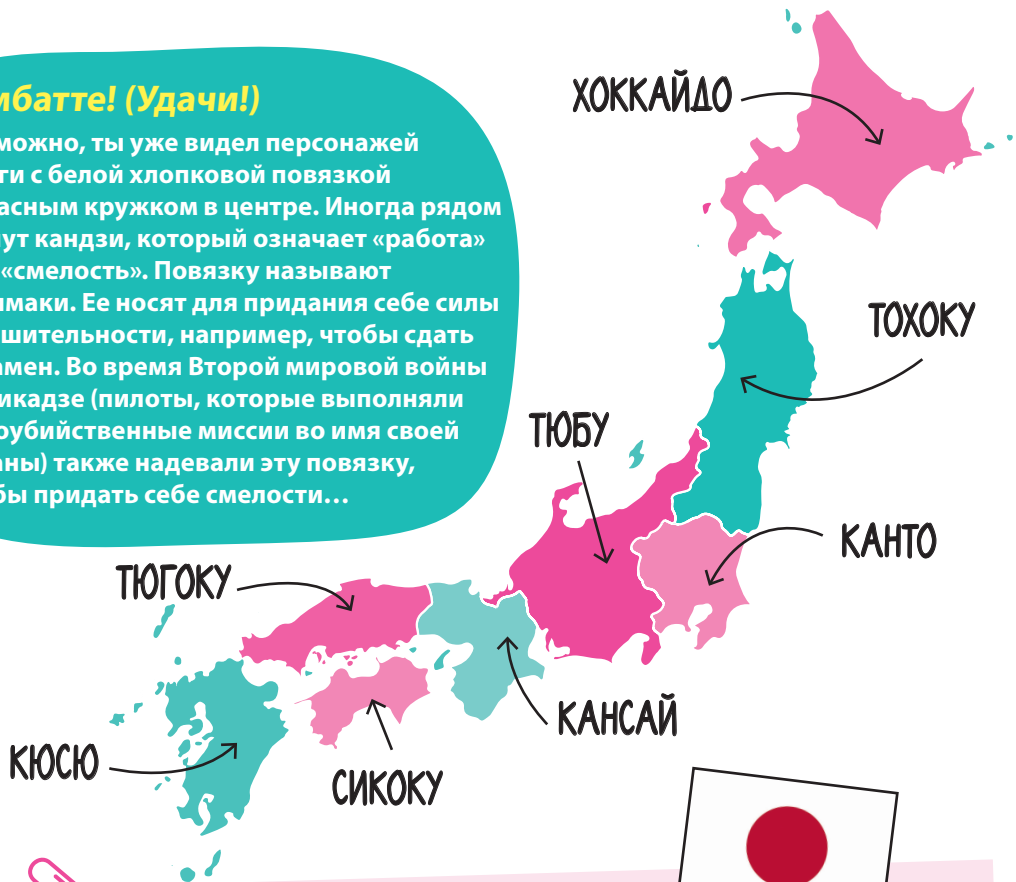 мбатте! (Удачи!)
можно, ты уже видел персонажей
ги с белой хлопковой повязкой
асным кружком в центре. Иногда рядом
ут кандзи, который означает «работа»
«смелость». Повязку называют
имаки. Ее носят для придания себе силы
шительности, например, чтобы сдать
амен. Во время Второй мировой войны
икадзе (пилоты, которые выполняли
оубийственные миссии во имя своей
аны) также надевали эту повязку,
бы придать себе смелости…
ХОККАЙДО
ТОХОКУ
ТЮБУ
КАНТО
ТЮГОКУ
КАНСАЙ
КЮСЮ
СИКОКУ